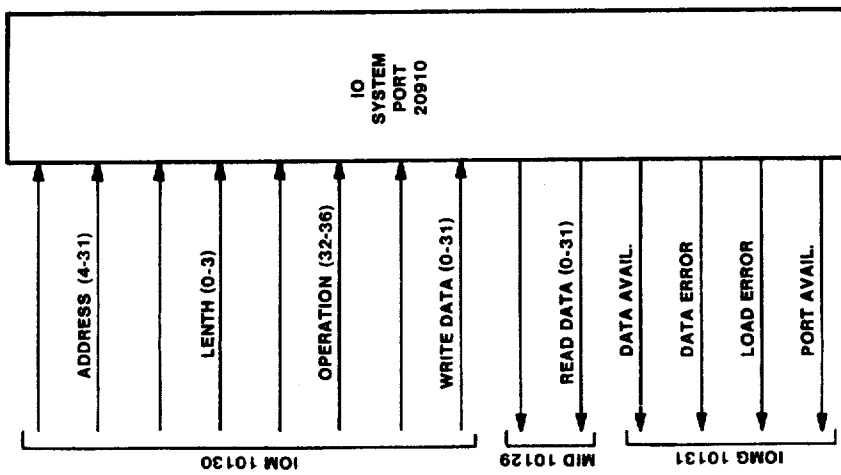 IO
SYSTEM
PORT
20910
ADDRESS (4-31)
LENTH (0-3)
OPERATION (32-36)
WRITE DATA (0-31)
READ DATA (0-31)
DATA AVAIL.
DATA ERROR
LOAD ERROR
PORT AVAIL.
IOM 10130
MID 10129
IOMG 10131